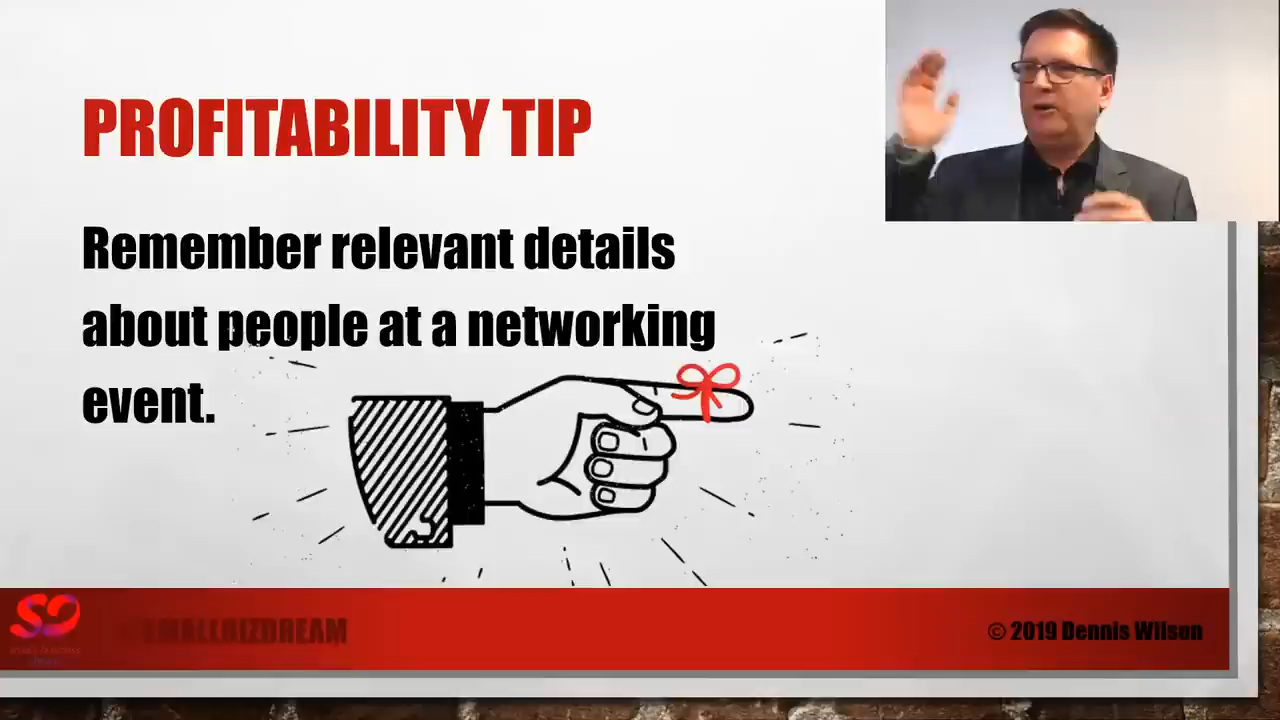 PROFITABILITY TIP
Remember relevant details
about people at a networking
event.
© 2019 Dennis Wilson